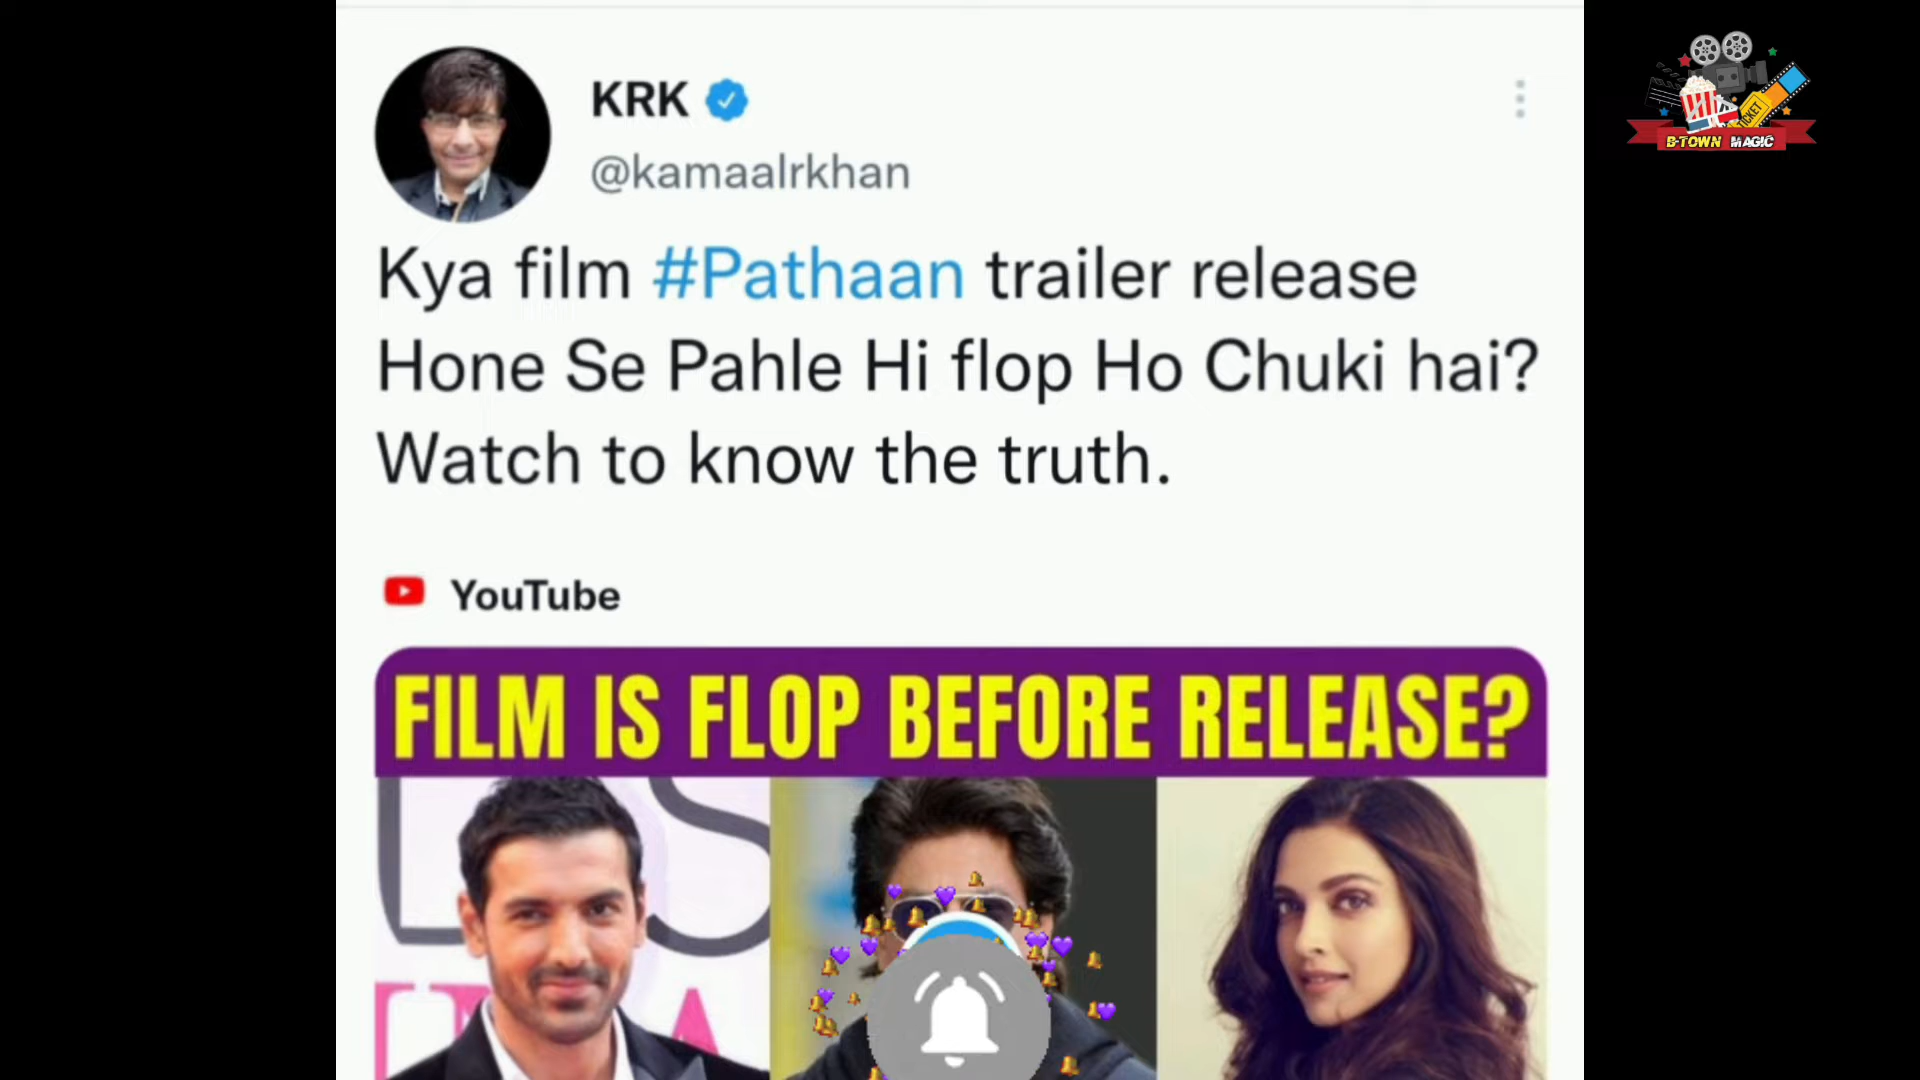 KRK
@kamaalrkhan
Kya film #Pathaan trailer release
Hone Se Pahle Hi flop Ho Chuki hai?
Watch to know the truth.
YouTube
FILM IS FLOP BEFORE RELEASE?
TICKET
B-TOWN MAGIC